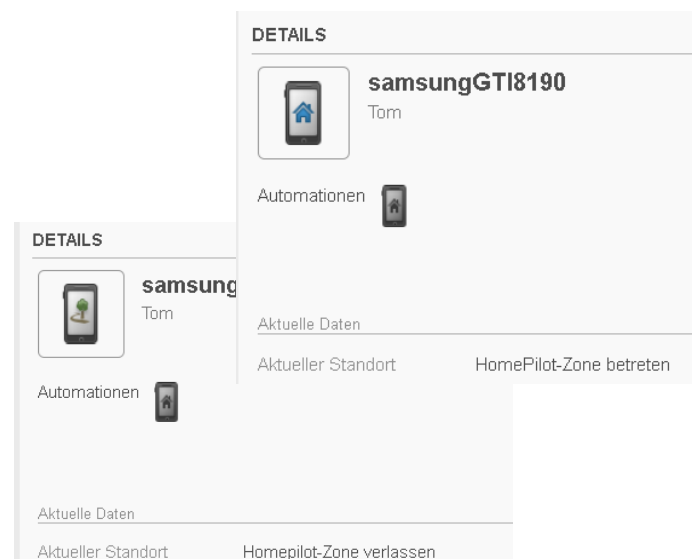 DETAILS
samsungGTI8190
Tom
Automationen
Aktuelle Daten
Aktueller Standort HomePilot-Zone betreten
DETAILS
samsung
Tom
Automationen
Aktuelle Daten
Aktueller Standort Homepilot-Zone verlassen